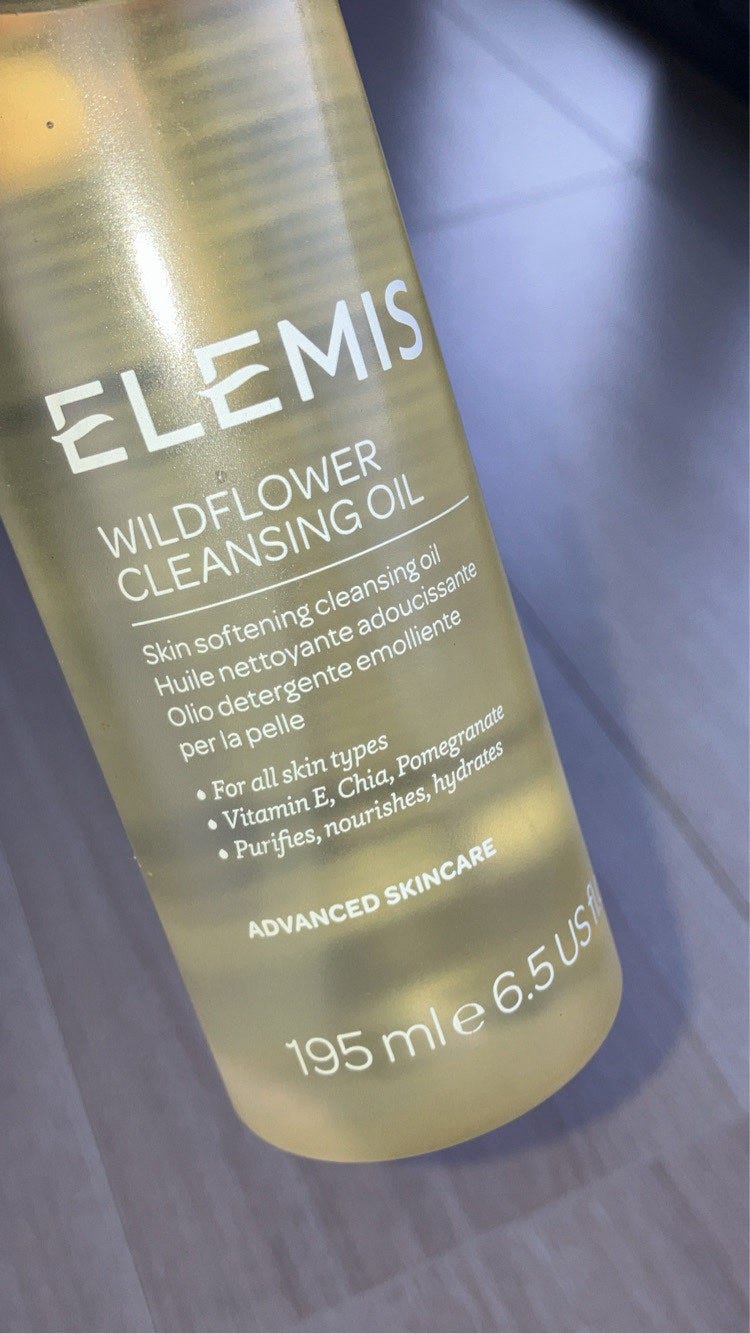 ELEMIS
WILDFLOWER
CLEANSING OIL
Skin softening cleansing oil
Huile nettoyante adoucissante
Olio detergente emolliente
per la pelle
• For all skin types
• Vitamin E, Chia, Pomegranate
• Purifies, nourishes, hydrates
ADVANCED SKINCARE
195 ml e 6.5 US